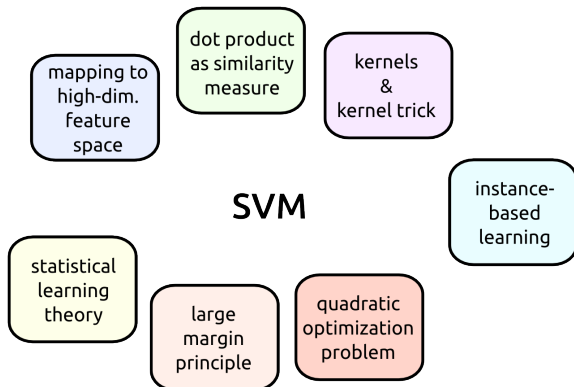 dot product
as similarity
measure
kernels
&
kernel trick
mapping to
high-dim.
feature
space
instance-
based
learning
SVM
statistical
learning
theory
large
margin
principle
quadratic
optimization
problem